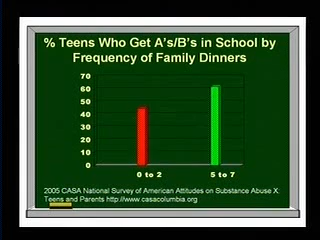 % Teens Who Get A's/B's in School by
Frequency of Family Dinners
70
60
50
40
30
20
10
0
0 to 2
5 to 7
2005 CASA National Survey of American Attitudes on Substance Abuse X:
Teens and Parents http://www.casacolumbia.org